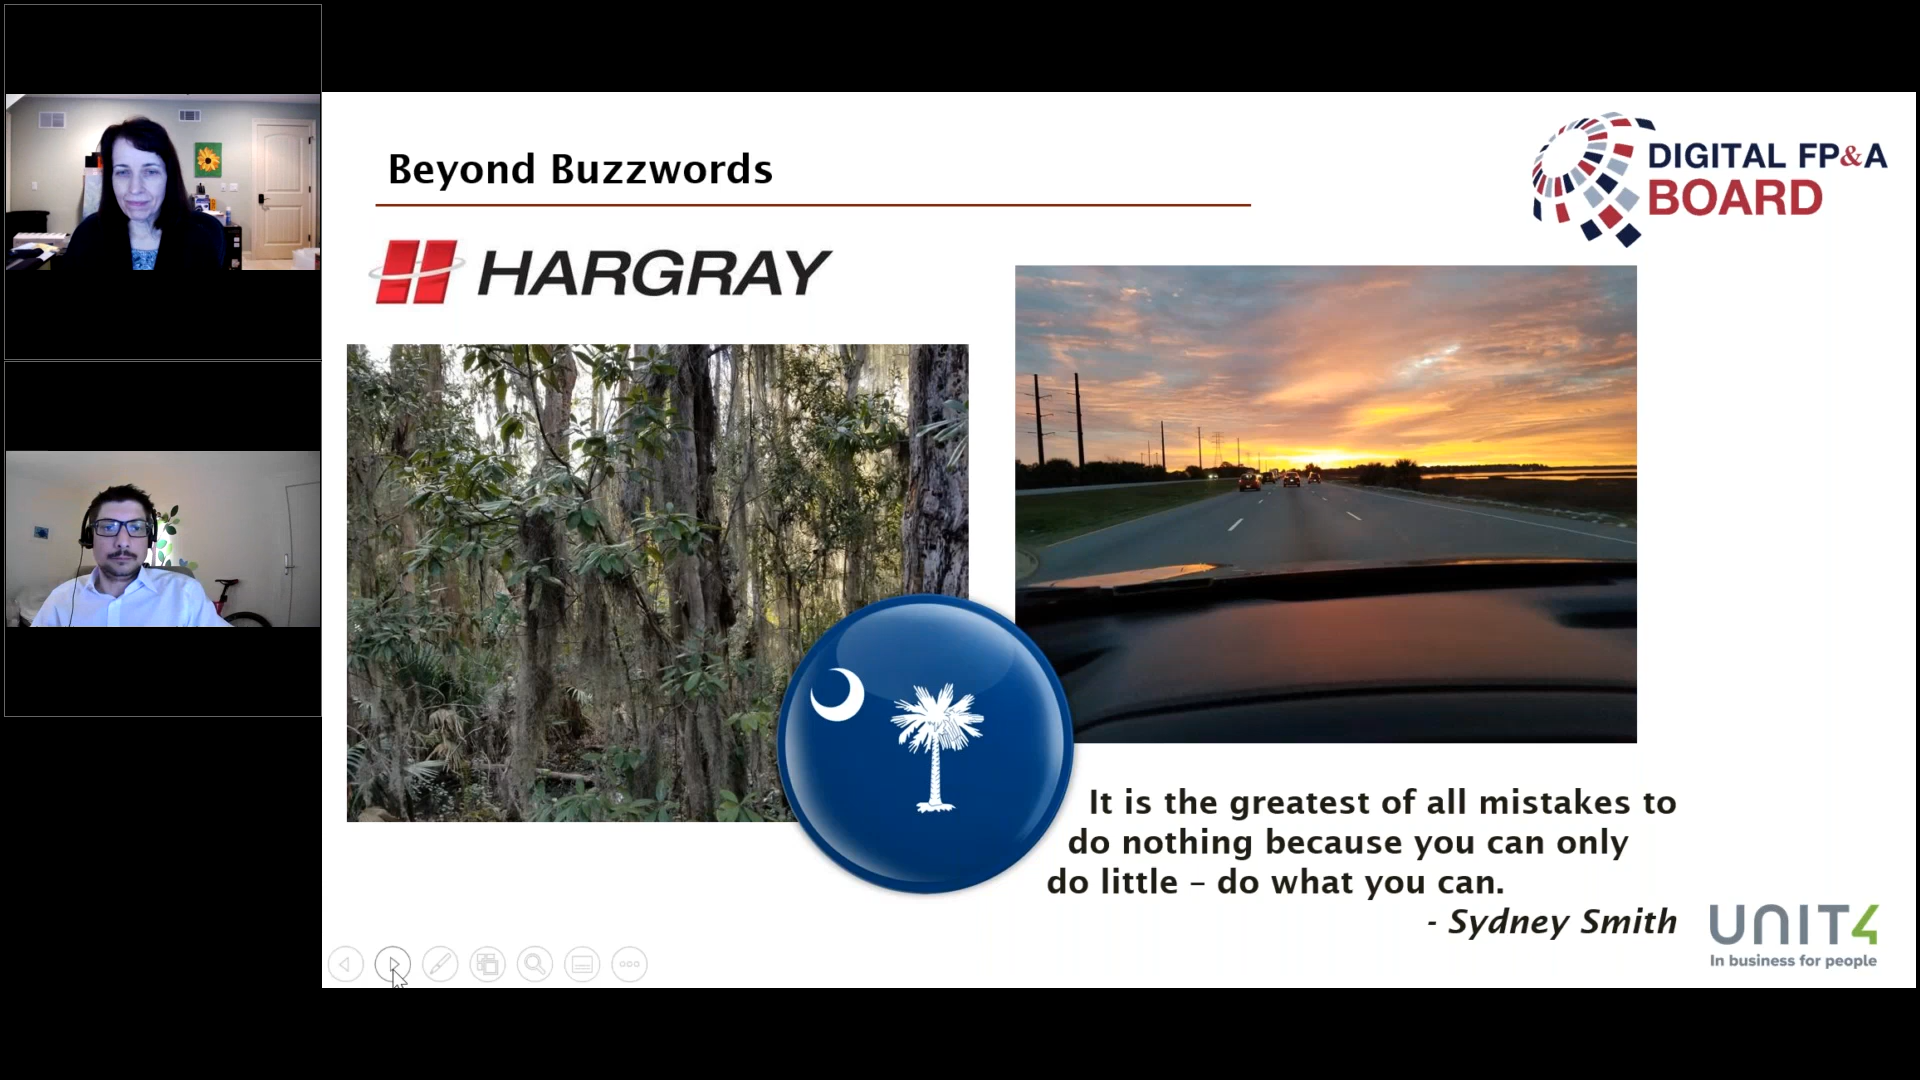 Beyond Buzzwords
DIGITAL FP&A
BOARD
HARGRAY
It is the greatest of all mistakes to
do nothing because you can only
do little – do what you can.
- Sydney Smith
UNIT4
In business for people